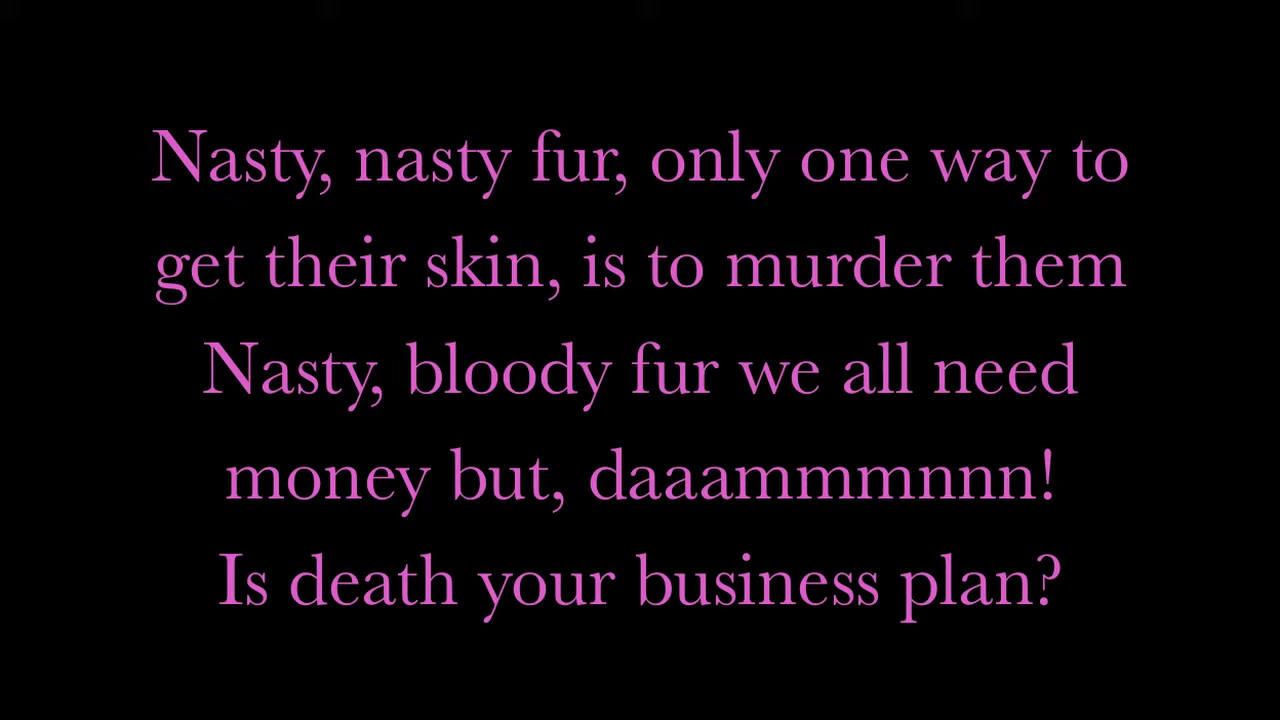 Nasty, nasty fur, only one way to
get their skin, is to murder them
Nasty, bloody fur we all need
money but, daaammmnnn!
Is death your business plan?